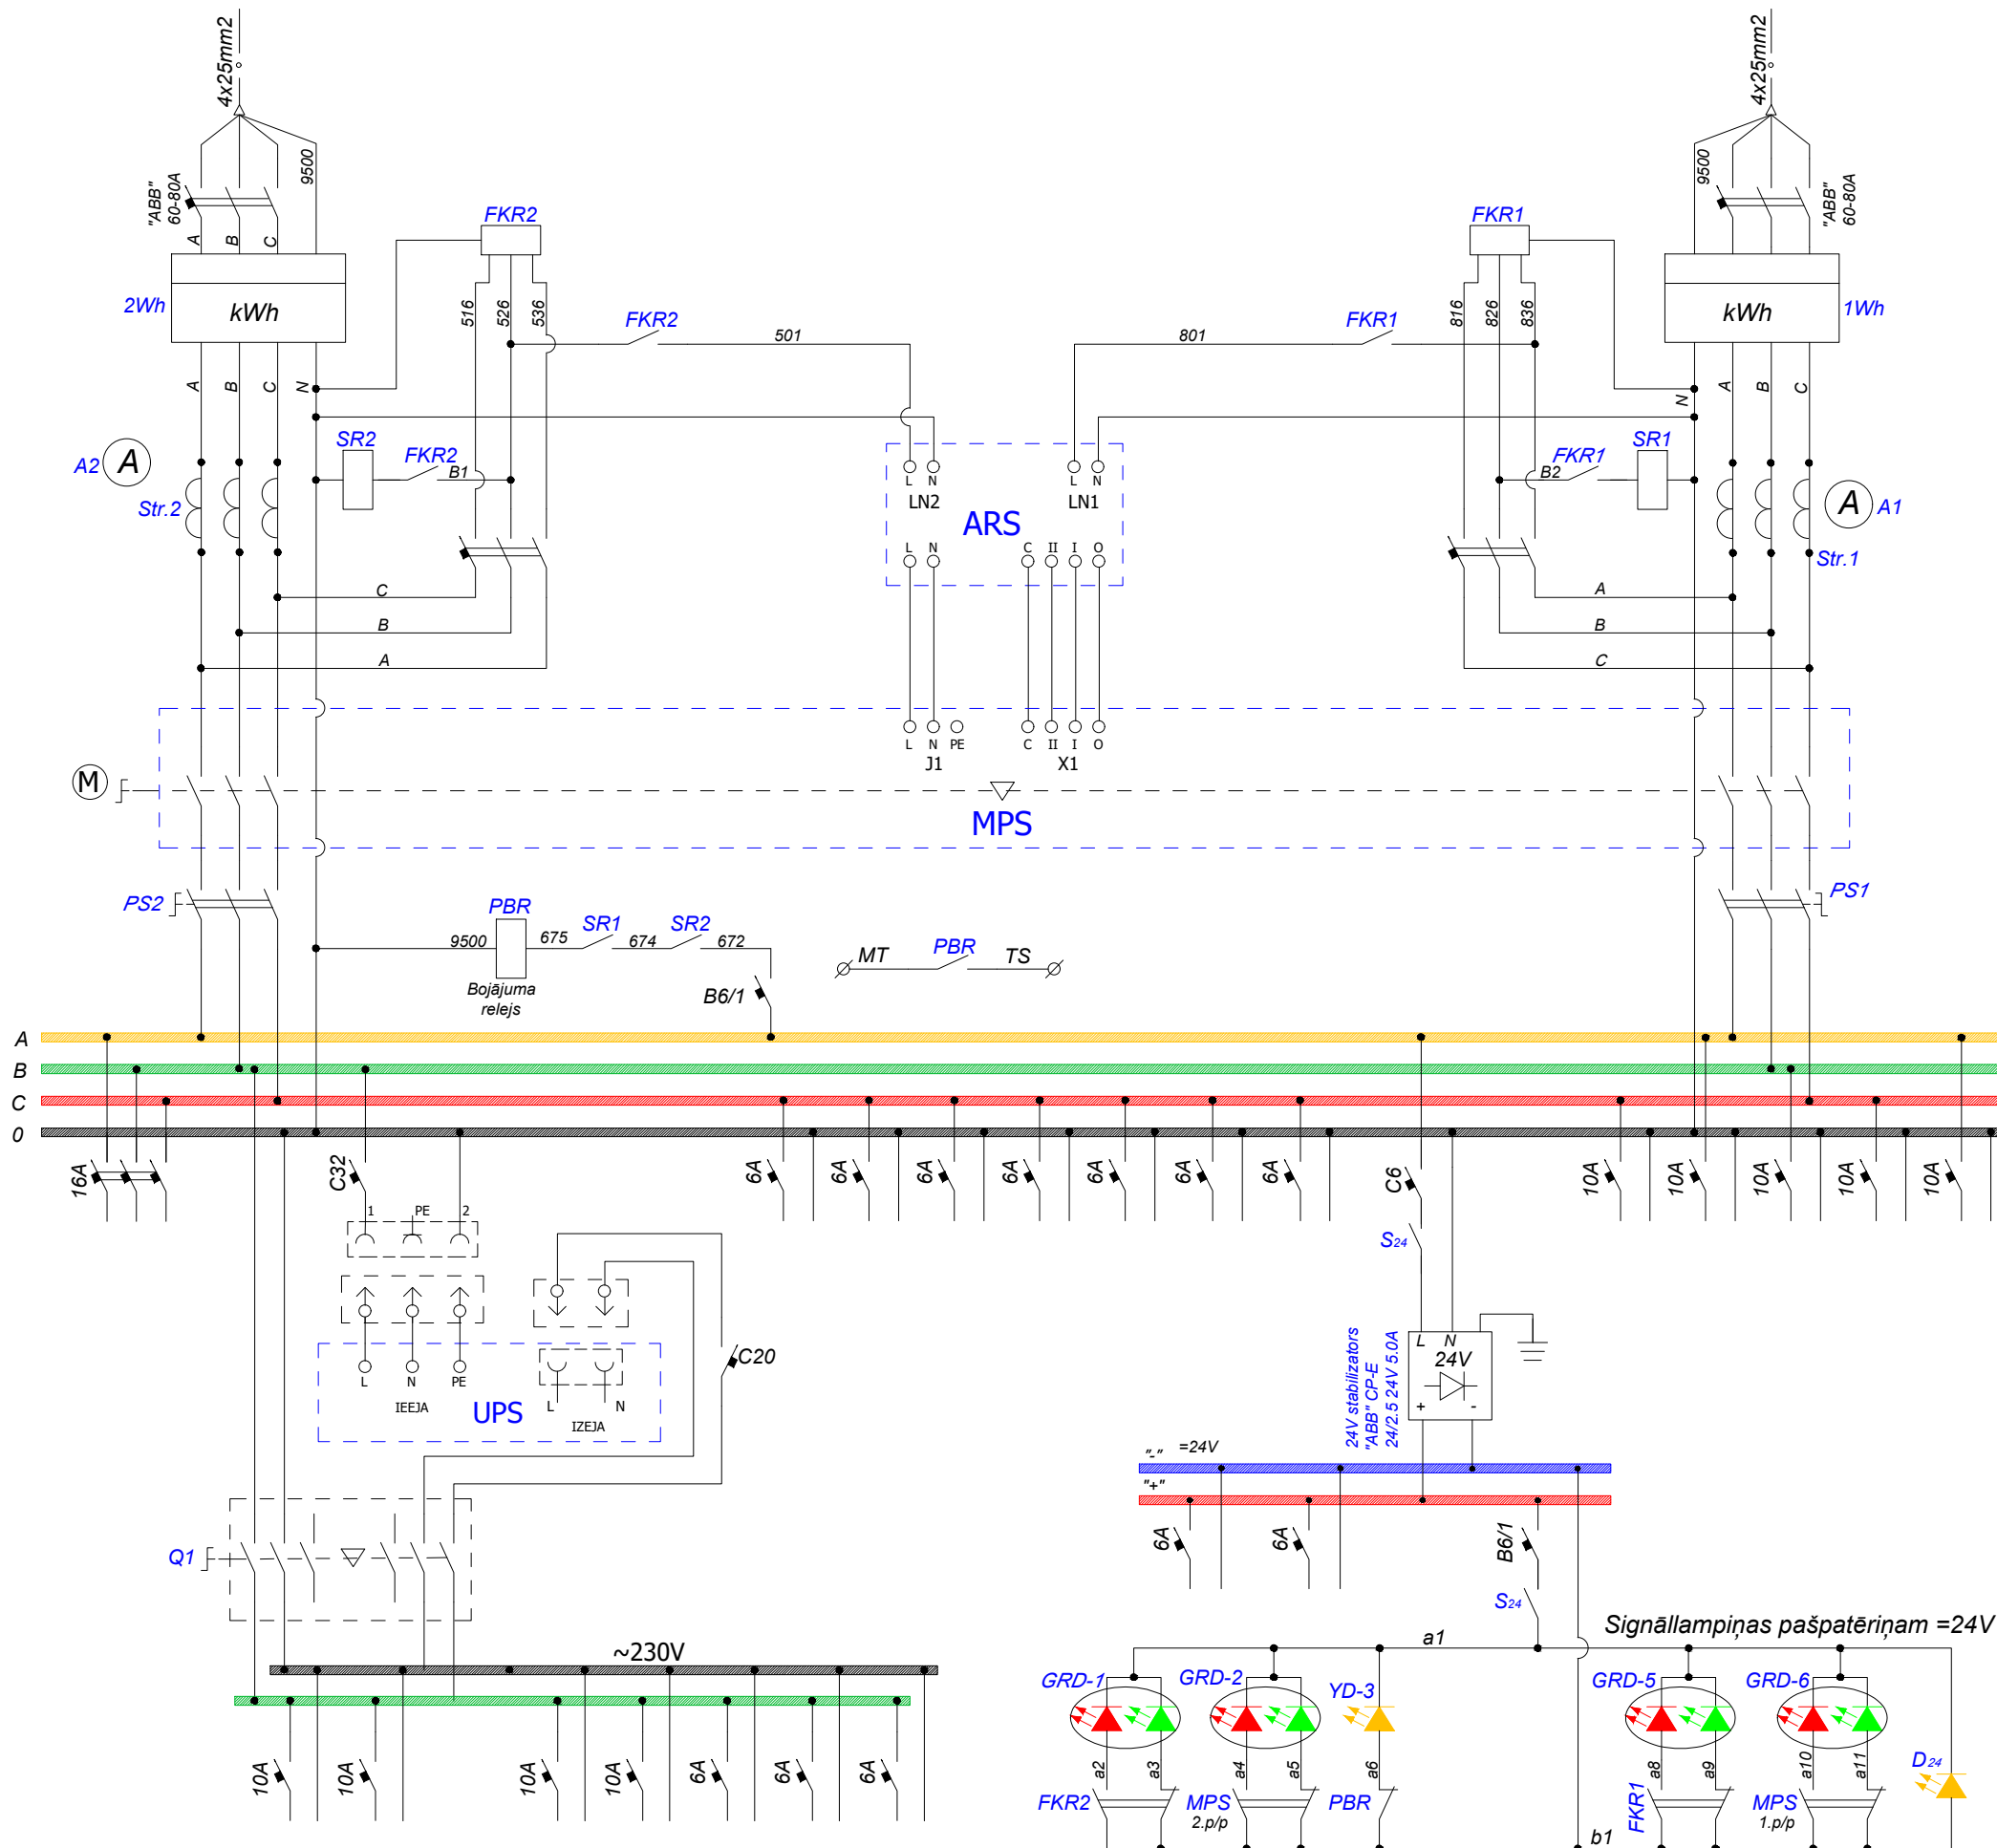 4x25mm2
4x25mm2
"ABB"
60-80A
9500
A
B
C
2Wh
kWh
A
B
C
N
FKR2
516
526
536
FKR2
501
FKR1
816
826
836
FKR1
801
9500
"ABB"
60-80A
kWh
1Wh
N
A
B
C
A2
A
Str.2
SR2
FKR2
B1
C
B
A
L N
LN2
L N
LN1
ARS
L N
C II I O
FKR1
B2
SR1
A
A1
Str.1
A
B
C
L N PE
J1
C II I O
X1
M
MPS
PS2
PS1
PBR
9500
675
SR1
674
SR2
672
Bojājuma
relejs
B6/1
MT
PBR
TS
A
B
C
0
16A
C32
6A
6A
6A
6A
6A
6A
6A
C6
10A
10A
10A
10A
10A
1
PE
2
S24
L
N
PE
IEEJA
UPS
L
N
IZEJA
C20
24V stabilizators
"ABB" CP-E
24/2.5 24V 5.0A
L N
24V
+ -
"-" =24V
"+"
6A
6A
B6/1
S24
Q1
~230V
10A
10A
10A
10A
6A
6A
6A
Signāllampiņas pašpatēriņam =24V
a1
GRD-1
GRD-2
YD-3
GRD-5
GRD-6
D24
a2
a3
a4
a5
a6
a8
a9
a10
a11
FKR2
MPS
2.p/p
PBR
FKR1
MPS
1.p/p
b1